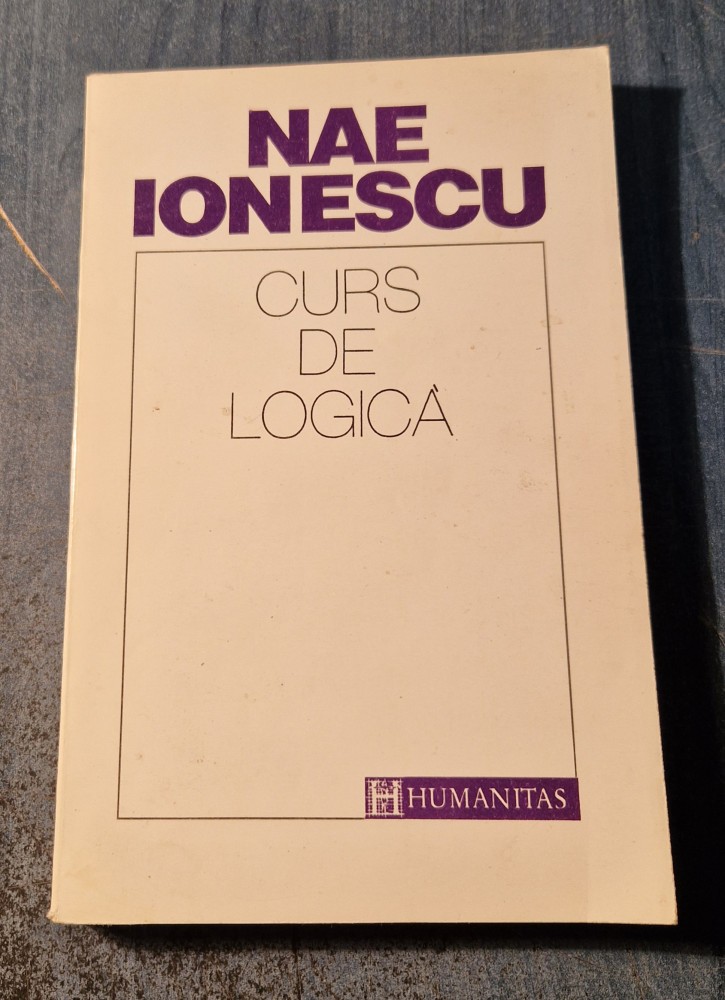 NAE
IONESCU
CURS
DE
LOGICĂ
HUMANITAS